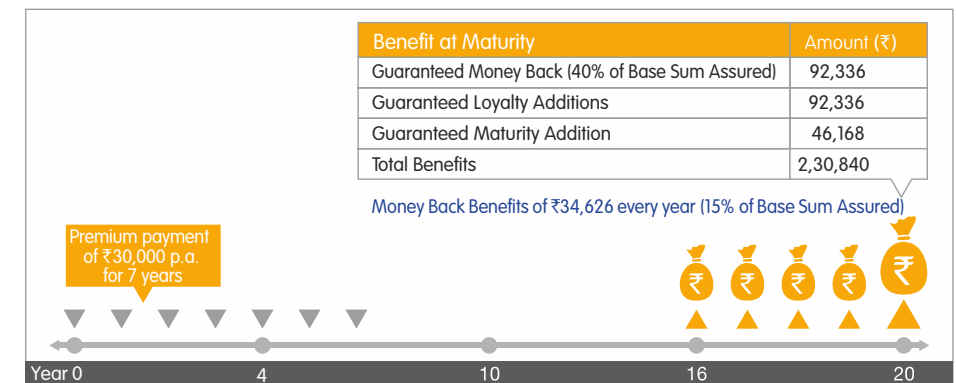 Benefit at Maturity Amount (₹)
Guaranteed Money Back (40% of Base Sum Assured) 92,336
Guaranteed Loyalty Additions 92,336
Guaranteed Maturity Addition 46,168
Total Benefits 2,30,840
Money Back Benefits of ₹34,626 every year (15% of Base Sum Assured)
Premium payment
of ₹30,000 p.a.
for 7 years
₹ ₹ ₹ ₹ ₹
Year 0 4 10 16 20